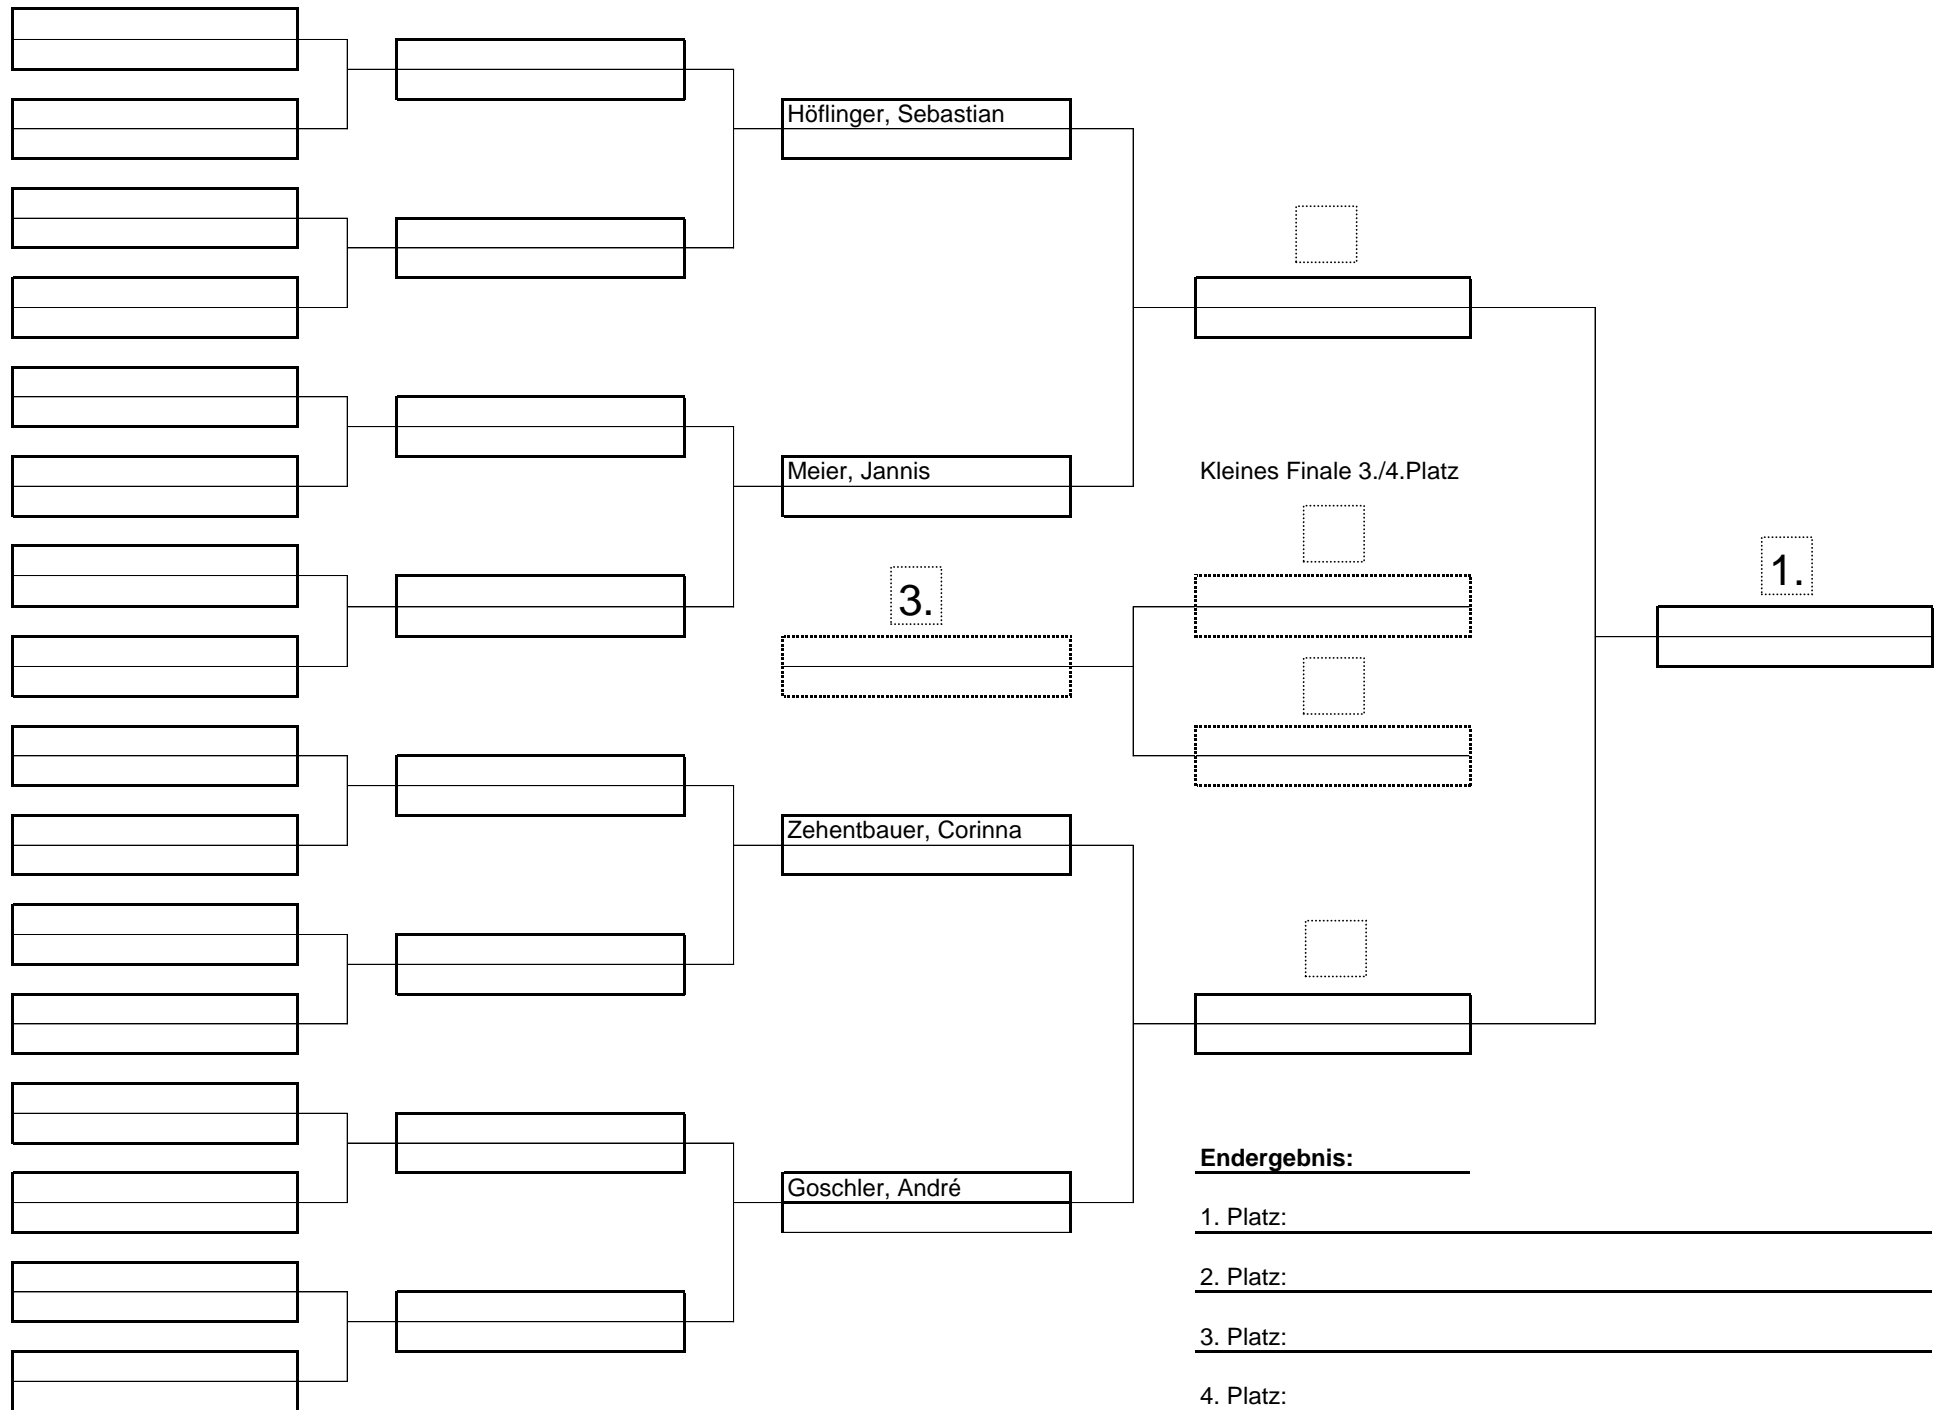 Höflinger, Sebastian
Meier, Jannis
Kleines Finale 3./4.Platz
3.
1.
Zehentbauer, Corinna
Goschler, André
Endergebnis:
1. Platz:
2. Platz:
3. Platz:
4. Platz: